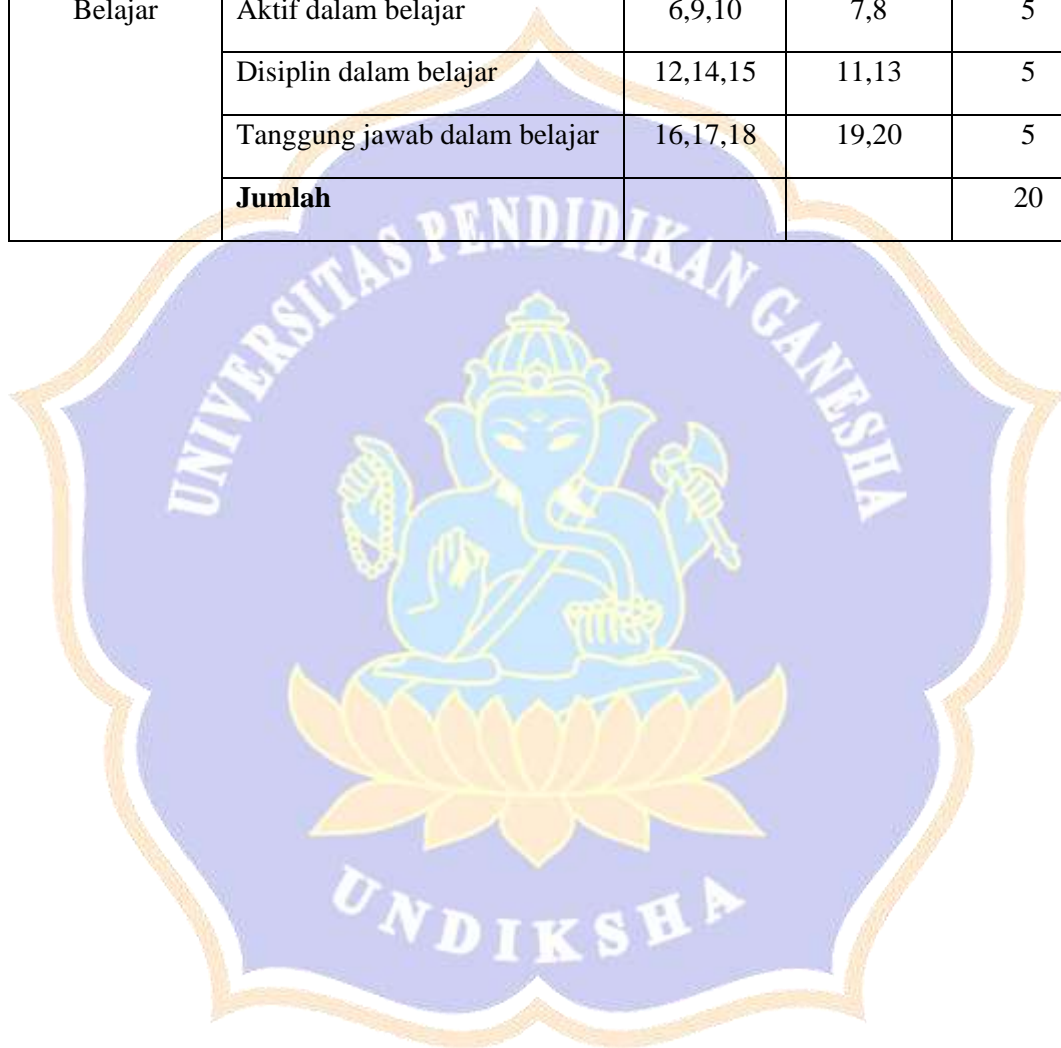 Belajar Aktif dalam belajar 6,9,10 7,8 5
Disiplin dalam belajar 12,14,15 11,13 5
Tanggung jawab dalam belajar 16,17,18 19,20 5
Jumlah 20
UNIVERSITAS PENDIDIKAN GANESHA
UNDIKSHA